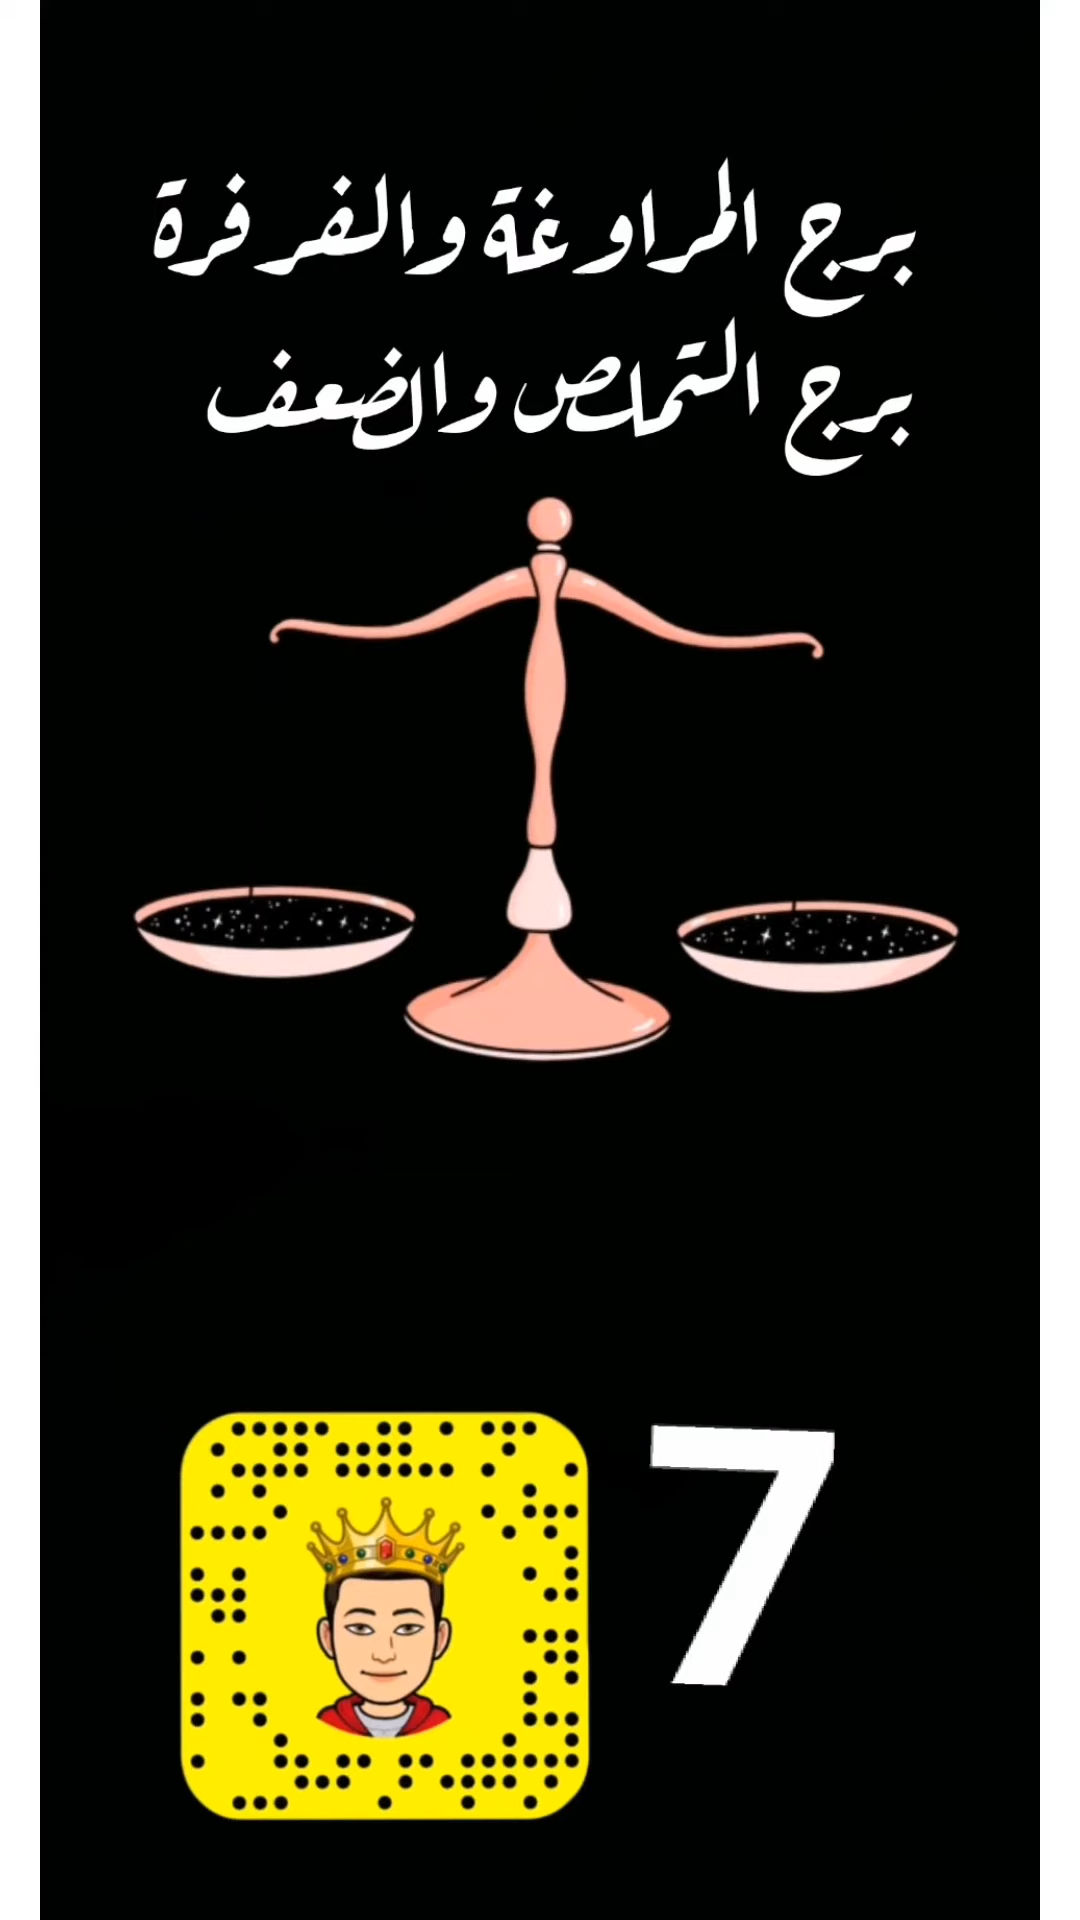 برج المراوغة والفرفرة
برج التملص والضعف
7